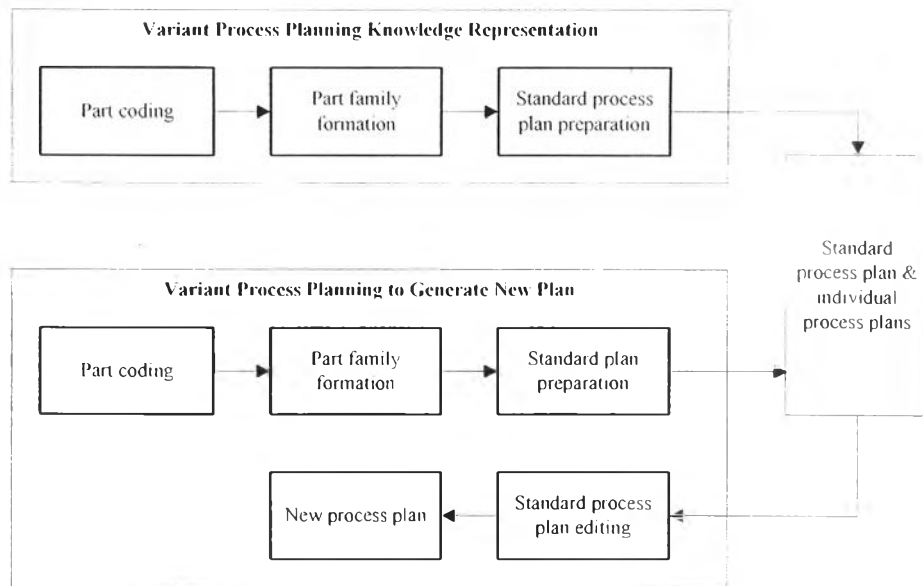 Variant Process Planning Knowledge Representation
Part coding
Part family
formation
Standard process
plan preparation
Standard
process plan &
individual
process plans
Variant Process Planning to Generate New Plan
Part coding
Part family
formation
Standard plan
preparation
New process plan
Standard process
plan editing